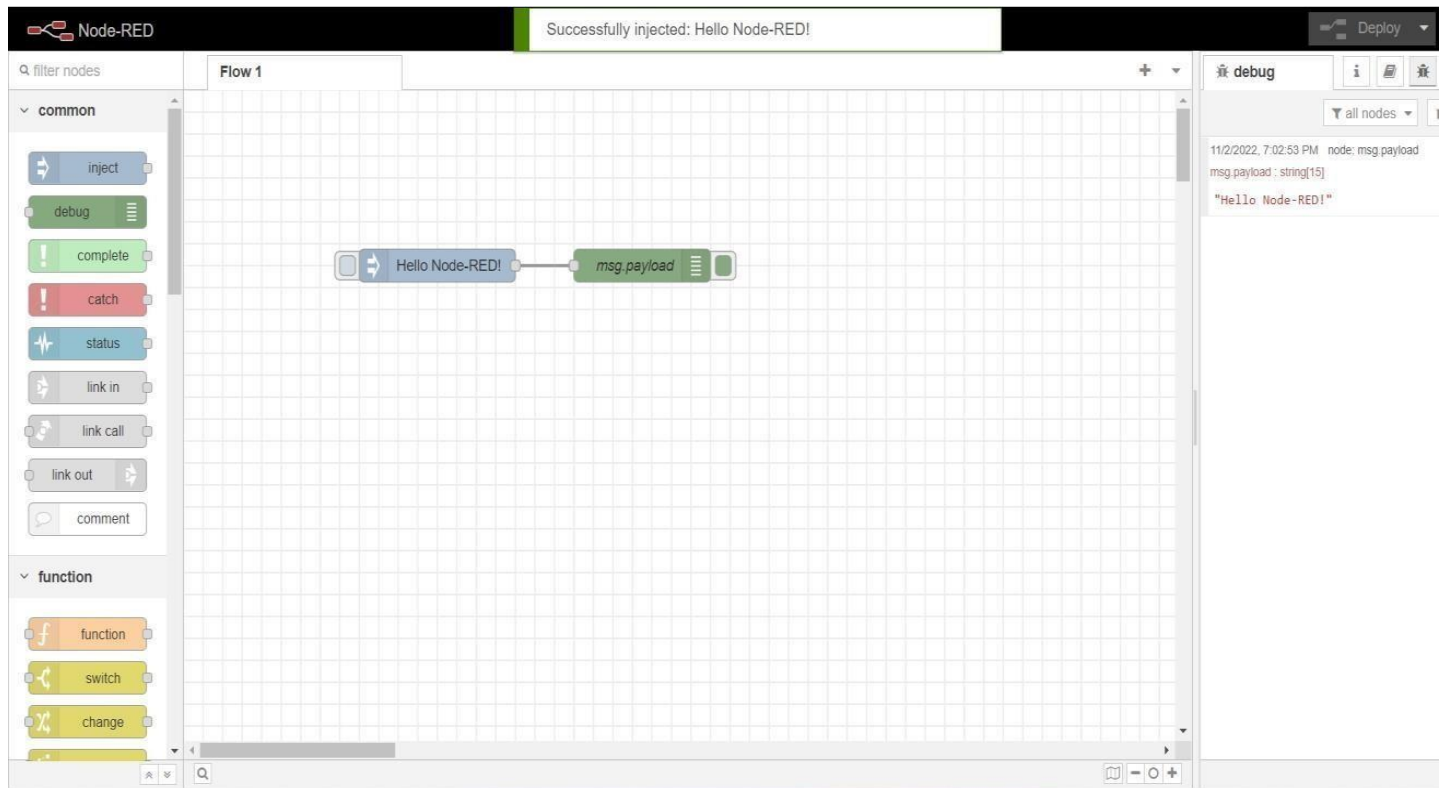 Node-RED
Successfully injected: Hello Node-RED!
Deploy
filter nodes
Flow 1
debug
i
common
all nodes
inject
11/2/2022, 7:02:53 PM node: msg.payload
msg.payload : string[15]
"Hello Node-RED!"
debug
complete
Hello Node-RED!
msg.payload
catch
status
link in
link call
link out
comment
function
function
switch
change